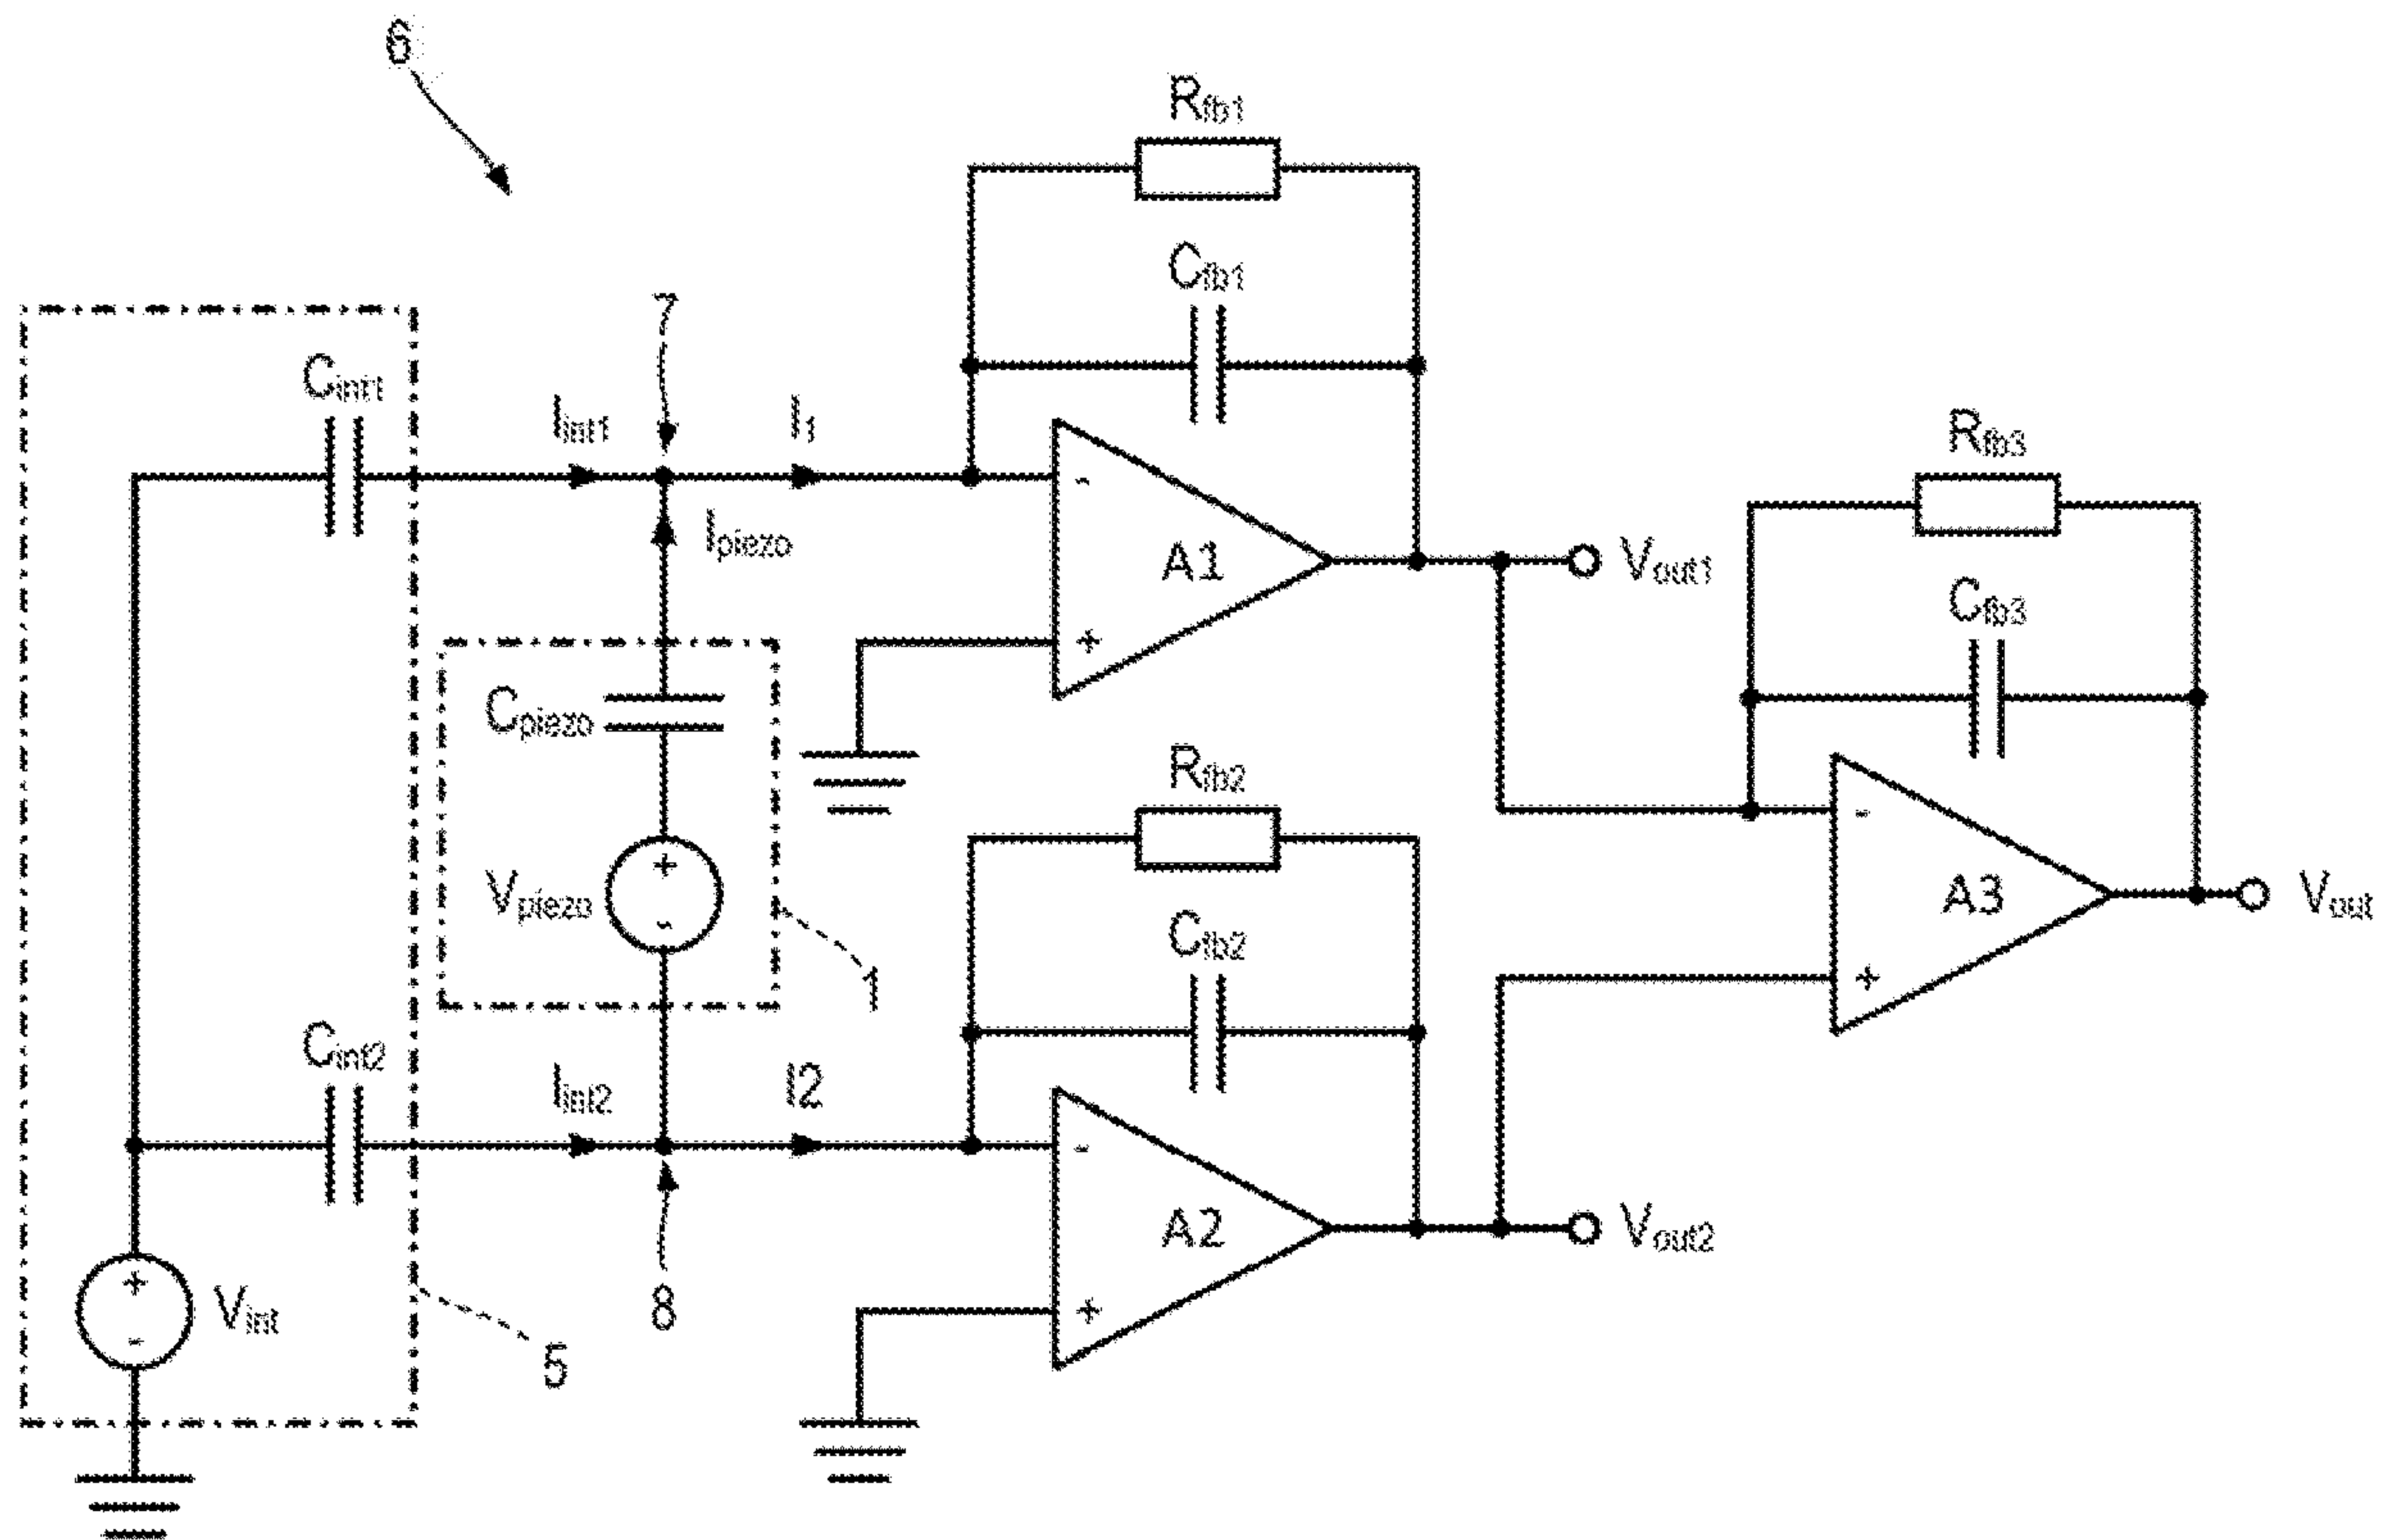 6
Rfb1
Cfb1
7
Cint1
Iint1
I1
Rfb3
-
A1
Vout1
Ipiezo
Cfb3
+
Cpiezo
Rfb2
-
+
Vpiezo
-
A3
Vout
Cfb2
1
+
Cint2
Iint2
I2
-
A2
Vout2
+
Vint
-
8
+
5